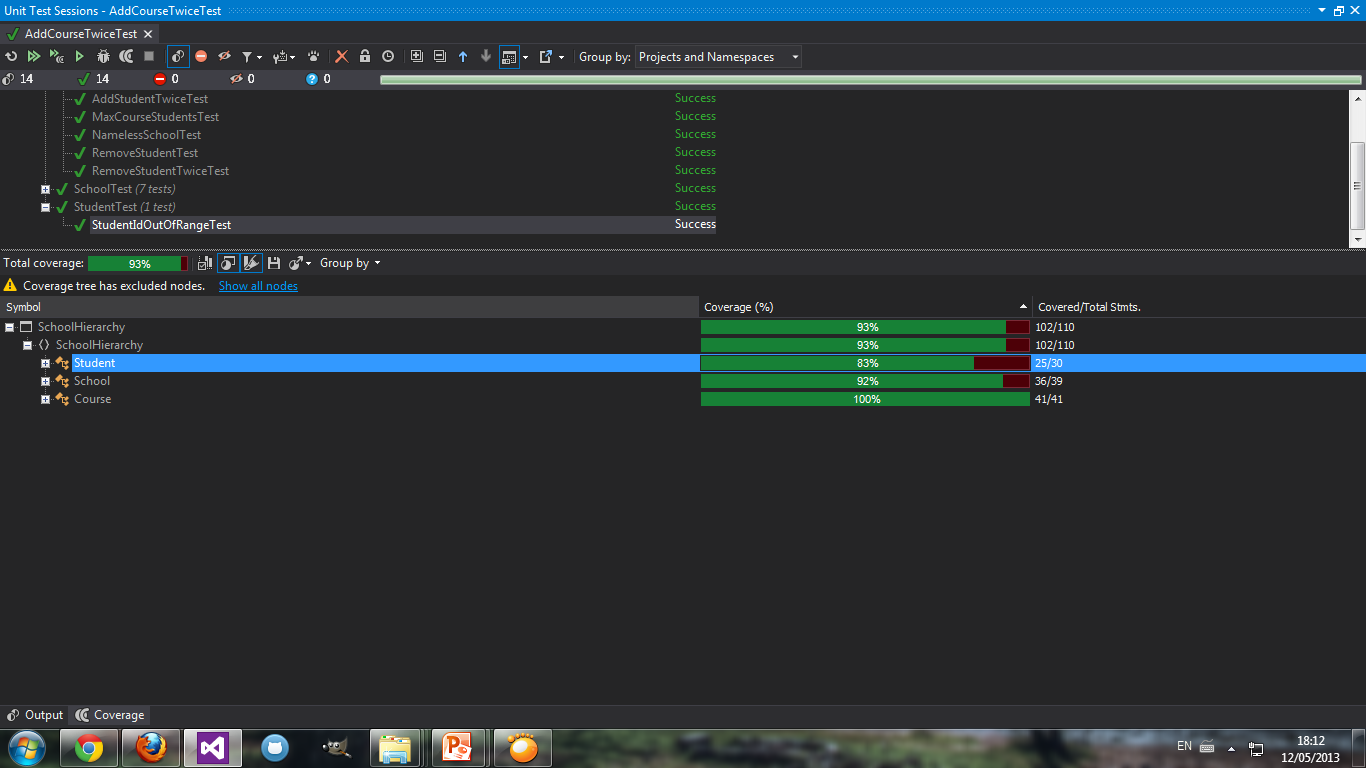 Unit Test Sessions - AddCourseTwiceTest
AddCourseTwiceTest
Group by: Projects and Namespaces
14 14 0 0 0
AddStudentTwiceTest Success
MaxCourseStudentsTest Success
NamelessSchoolTest Success
RemoveStudentTest Success
RemoveStudentTwiceTest Success
SchoolTest (7 tests) Success
StudentTest (1 test) Success
StudentIdOutOfRangeTest Success
Total coverage: 93% Group by
Coverage tree has excluded nodes. Show all nodes
Symbol Coverage (%) Covered/Total Stmts.
SchoolHierarchy 93% 102/110
SchoolHierarchy 93% 102/110
Student 83% 25/30
School 92% 36/39
Course 100% 41/41
Output Coverage
EN 18:12
12/05/2013